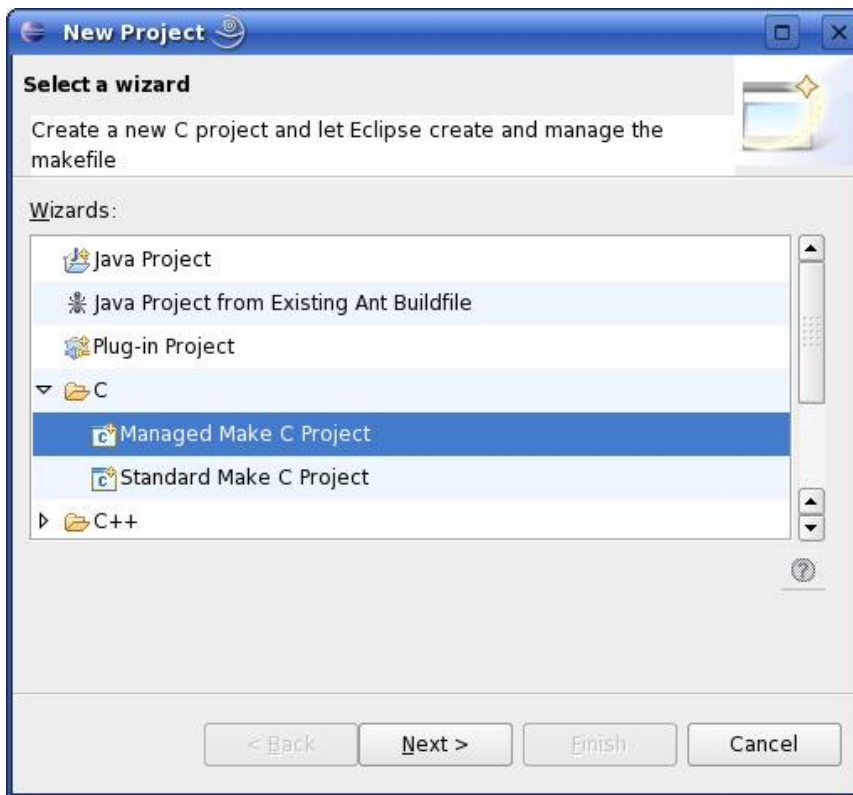 New Project
Select a wizard
Create a new C project and let Eclipse create and manage the
makefile
Wizards:
Java Project
Java Project from Existing Ant Buildfile
Plug-in Project
C
Managed Make C Project
Standard Make C Project
C++
< Back Next > Finish Cancel